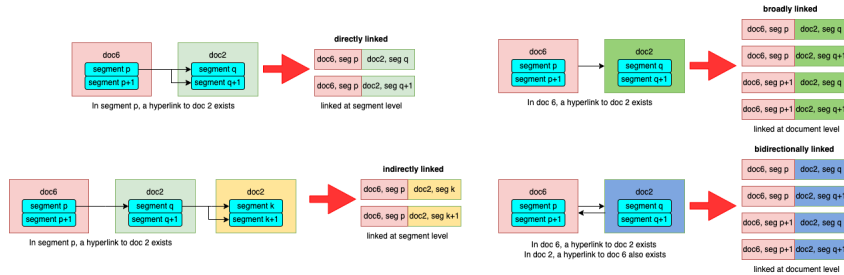 directly linked
doc6
doc2
segment p
segment p+1
segment q
segment q+1
doc6, seg p
doc2, seg q
doc6, seg p
doc2, seg q+1
linked at segment level
In segment p, a hyperlink to doc 2 exists
broadly linked
doc6
doc2
segment p
segment p+1
segment q
segment q+1
doc6, seg p
doc2, seg q
doc6, seg p
doc2, seg q+1
doc6, seg p+1
doc2, seg q
doc6, seg p+1
doc2, seg q+1
linked at document level
In doc 6, a hyperlink to doc 2 exists
indirectly linked
doc6
doc2
doc2
segment p
segment p+1
segment q
segment q+1
segment k
segment k+1
doc6, seg p
doc2, seg k
doc6, seg p
doc2, seg k+1
linked at segment level
In segment p, a hyperlink to doc 2 exists
bidirectionally linked
doc6
doc2
segment p
segment p+1
segment q
segment q+1
doc6, seg p
doc2, seg q
doc6, seg p
doc2, seg q+1
doc6, seg p+1
doc2, seg q
doc6, seg p+1
doc2, seg q+1
linked at document level
In doc 6, a hyperlink to doc 2 exists
In doc 2, a hyperlink to doc 6 also exists